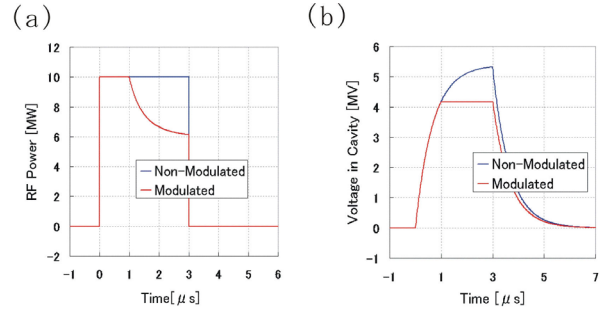 (a)
RF Power [MW]
12
10
8
6
4
2
0
-2
-1 0 1 2 3 4 5 6
Time[μs]
Non-Modulated
Modulated
(b)
Voltage in Cavity [MV]
6
5
4
3
2
1
0
-1
-1 1 3 5 7
Time [μs]
Non-Modulated
Modulated